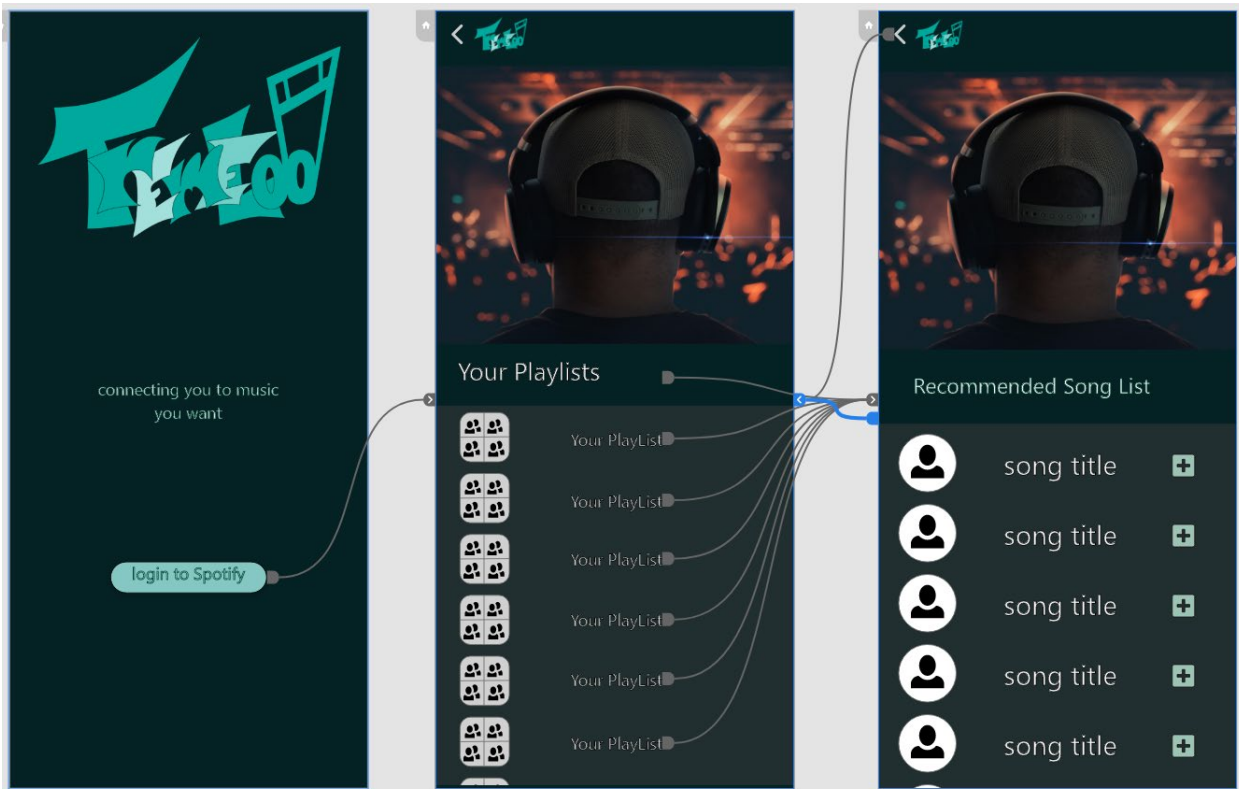 TREMEOO
connecting you to music
you want
login to Spotify
Your Playlists
Your PlayList
Your PlayList
Your PlayList
Your PlayList
Your PlayList
Your PlayList
Recommended Song List
song title
song title
song title
song title
song title